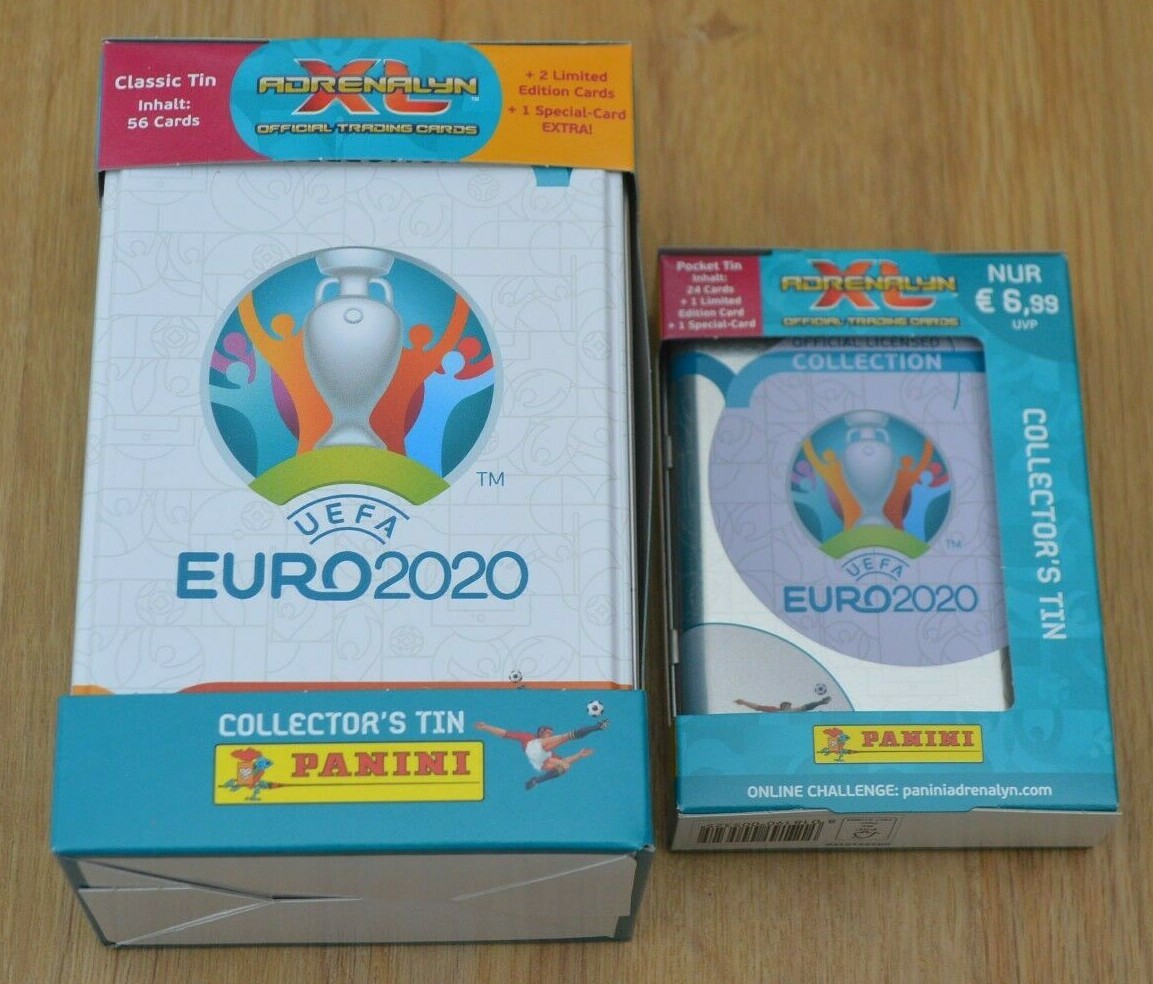 Classic Tin
Inhalt:
56 Cards
ADRENALYN
XL™
OFFICIAL TRADING CARDS
+ 2 Limited
Edition Cards
+ 1 Special-Card
EXTRA!
TM
UEFA
EURO2020
COLLECTOR'S TIN
PANINI
Pocket Tin
Inhalt:
24 Cards
+ 1 Limited
Edition Card
+ 1 Special-Card
ADRENALYN
XL
OFFICIAL TRADING CARDS
NUR
€ 6,99
UVP
OFFICIAL LICENSED
COLLECTION
TM
UEFA
EURO2020
COLLECTOR'S TIN
PANINI
ONLINE CHALLENGE: paniniadrenalyn.com